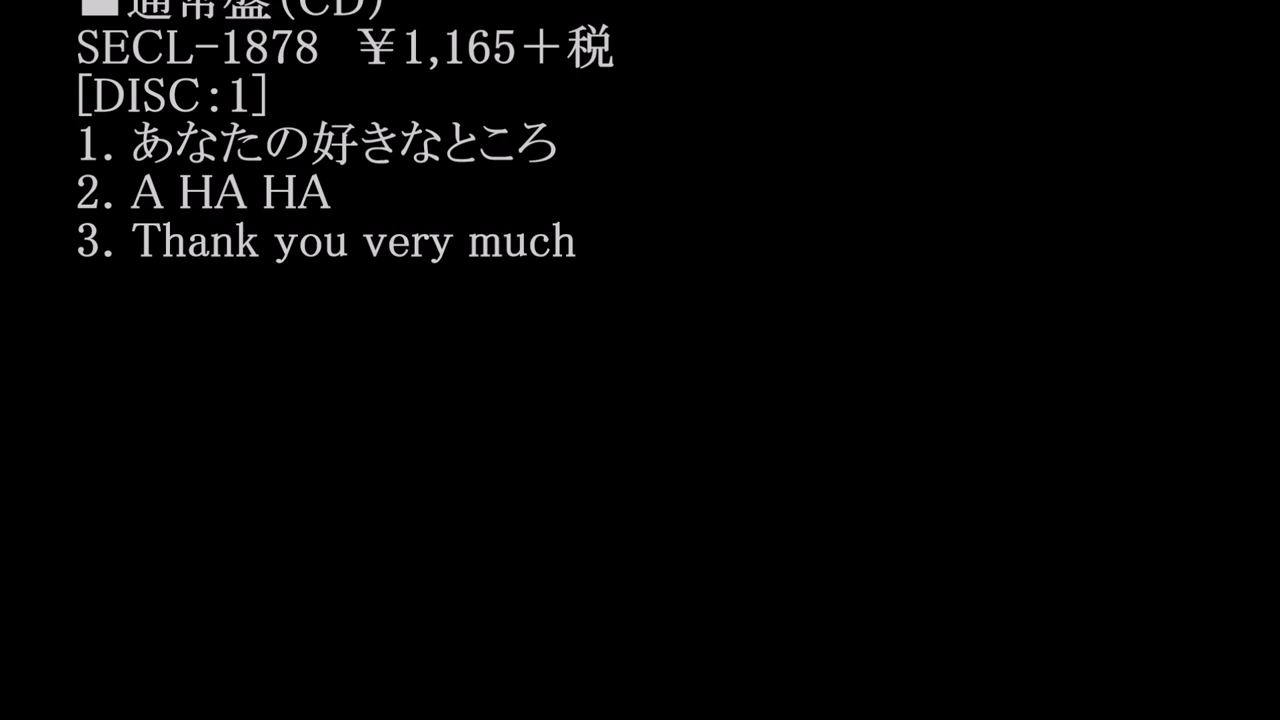 ■通常盤(CD)
SECL-1878　¥1,165+税
[DISC:1]
1. あなたの好きなところ
2. A HA HA
3. Thank you very much